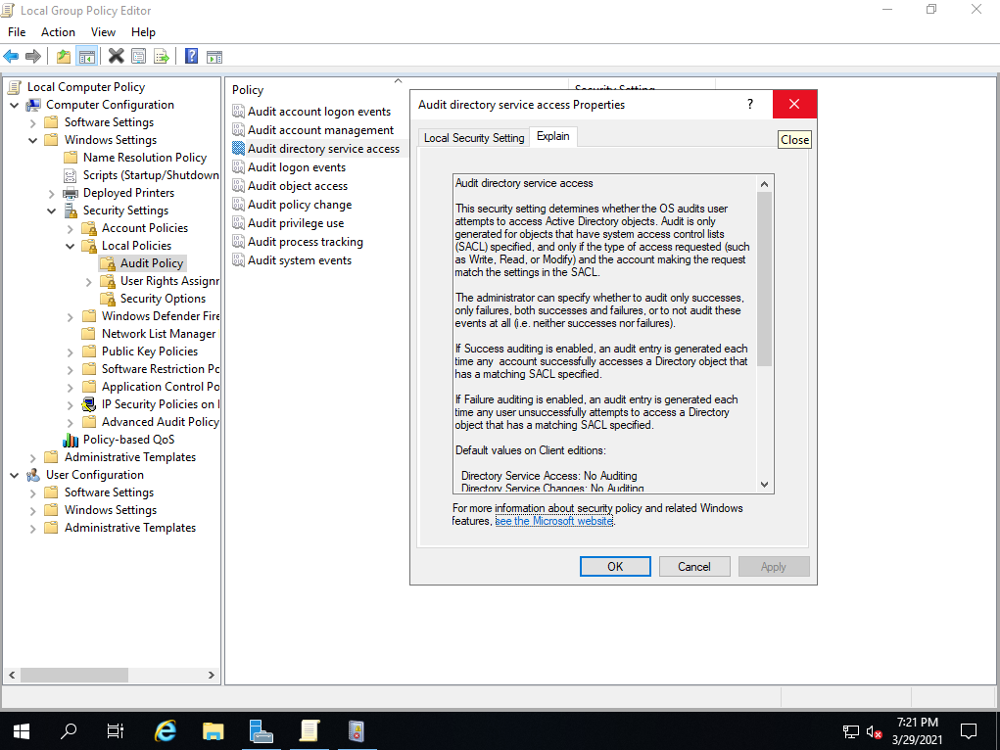 Local Group Policy Editor
File Action View Help
Local Computer Policy
Computer Configuration
Software Settings
Windows Settings
Name Resolution Policy
Scripts (Startup/Shutdown
Deployed Printers
Security Settings
Account Policies
Local Policies
Audit Policy
User Rights Assignr
Security Options
Windows Defender Fire
Network List Manager
Public Key Policies
Software Restriction Po
Application Control Po
IP Security Policies on
Advanced Audit Policy
Policy-based QoS
Administrative Templates
User Configuration
Software Settings
Windows Settings
Administrative Templates
Policy
Security Setting
Audit account logon events
Audit account management
Audit directory service access
Audit logon events
Audit object access
Audit policy change
Audit privilege use
Audit process tracking
Audit system events
Audit directory service access Properties
?
Close
Local Security Setting Explain
Audit directory service access
This security setting determines whether the OS audits user
attempts to access Active Directory objects. Audit is only
generated for objects that have system access control lists
(SACL) specified, and only if the type of access requested (such
as Write, Read, or Modify) and the account making the request
match the settings in the SACL.
The administrator can specify whether to audit only successes,
only failures, both successes and failures, or to not audit these
events at all (i.e. neither successes nor failures).
If Success auditing is enabled, an audit entry is generated each
time any account successfully accesses a Directory object that
has a matching SACL specified.
If Failure auditing is enabled, an audit entry is generated each
time any user unsuccessfully attempts to access a Directory
object that has a matching SACL specified.
Default values on Client editions:
Directory Service Access: No Auditing
Directory Service Changes: No Auditing
For more information about security policy and related Windows
features, see the Microsoft website.
OK Cancel Apply
7:21 PM
3/29/2021